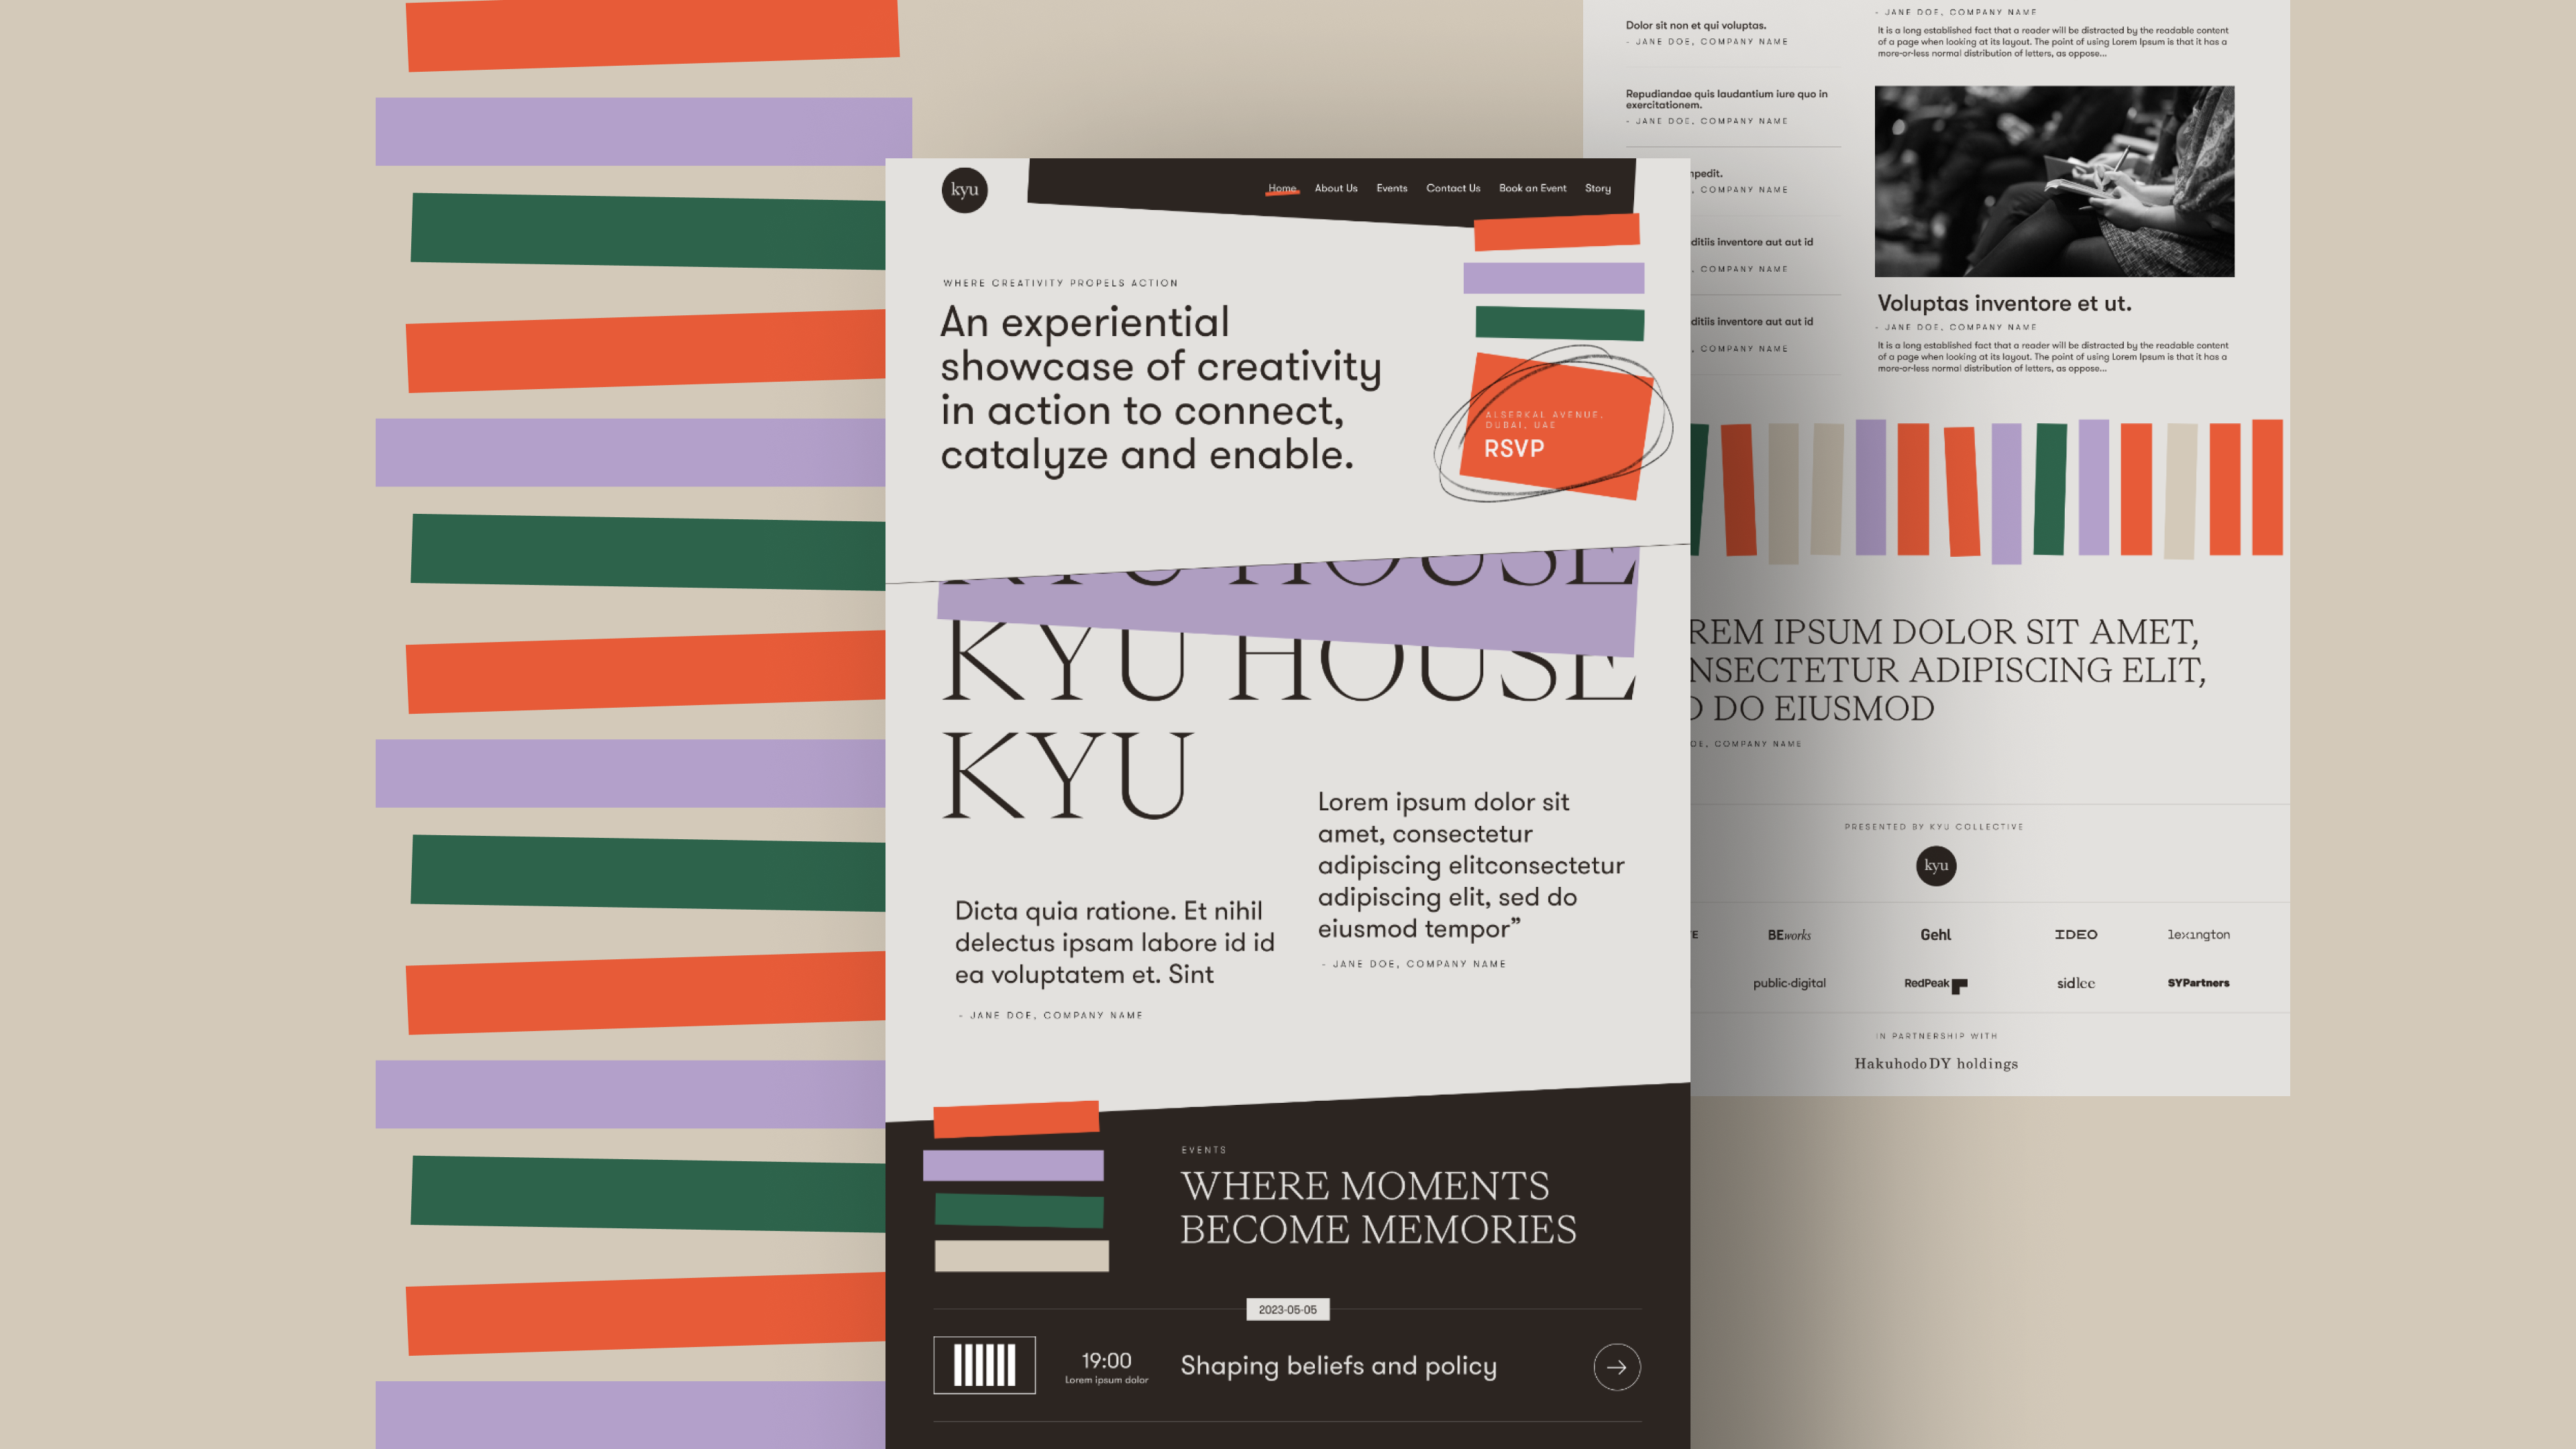 kyu
Home
About Us
Events
Contact Us
Book an Event
Story
WHERE CREATIVITY PROPELS ACTION
An experiential
showcase of creativity
in action to connect,
catalyze and enable.
ALSERKAL AVENUE,
DUBAI, UAE
RSVP
KYU HOUSE
KYU HOUSE
KYU
Lorem ipsum dolor sit
amet, consectetur
adipiscing elitconsectetur
adipiscing elit, sed do
eiusmod tempor”
- JANE DOE, COMPANY NAME
Dicta quia ratione. Et nihil
delectus ipsam labore id id
ea voluptatem et. Sint
- JANE DOE, COMPANY NAME
EVENTS
WHERE MOMENTS
BECOME MEMORIES
2023-05-05
19:00
Lorem ipsum dolor
Shaping beliefs and policy
Dolor sit non et qui voluptas.
- JANE DOE, COMPANY NAME
Repudiandae quis laudantium iure quo in
exercitationem.
- JANE DOE, COMPANY NAME
npedit.
, COMPANY NAME
ditiis inventore aut aut id
, COMPANY NAME
ditiis inventore aut aut id
, COMPANY NAME
- JANE DOE, COMPANY NAME
It is a long established fact that a reader will be distracted by the readable content
of a page when looking at its layout. The point of using Lorem Ipsum is that it has a
more-or-less normal distribution of letters, as oppose...
Voluptas inventore et ut.
- JANE DOE, COMPANY NAME
It is a long established fact that a reader will be distracted by the readable content
of a page when looking at its layout. The point of using Lorem Ipsum is that it has a
more-or-less normal distribution of letters, as oppose...
REM IPSUM DOLOR SIT AMET,
NSECTETUR ADIPISCING ELIT,
DO EIUSMOD
OE, COMPANY NAME
PRESENTED BY KYU COLLECTIVE
kyu
BEworks
Gehl
IDEO
lexington
public-digital
RedPeak
sidlee
SYPartners
IN PARTNERSHIP WITH
Hakuhodo DY holdings